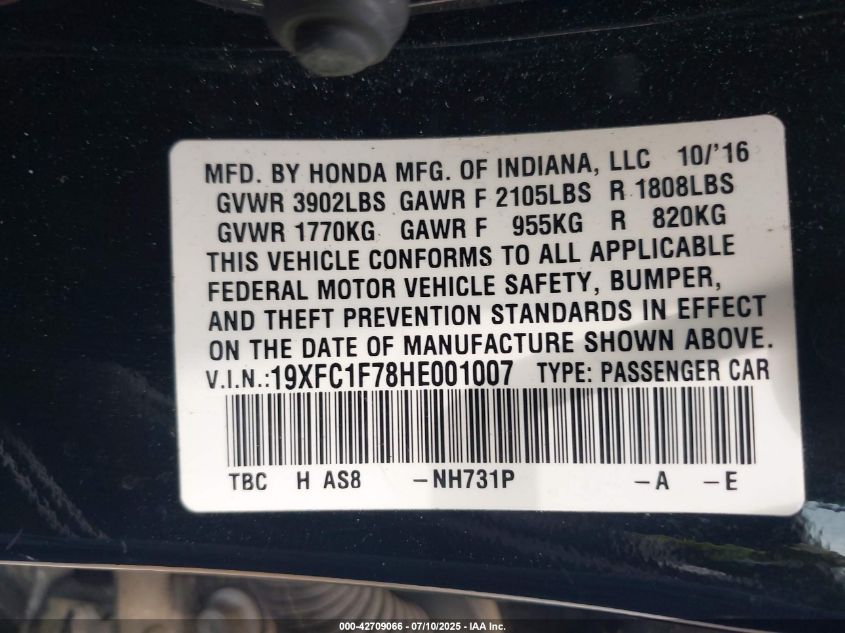 MFD. BY HONDA MFG. OF INDIANA, LLC 10/'16
GVWR 3902LBS GAWR F 2105LBS R 1808LBS
GVWR 1770KG GAWR F 955KG R 820KG
THIS VEHICLE CONFORMS TO ALL APPLICABLE
FEDERAL MOTOR VEHICLE SAFETY, BUMPER,
AND THEFT PREVENTION STANDARDS IN EFFECT
ON THE DATE OF MANUFACTURE SHOWN ABOVE.
V.I.N.:19XFC1F78HE001007 TYPE: PASSENGER CAR
TBC H AS8 -NH731P -A -E
000-42709066 - 07/10/2025 - IAA Inc.